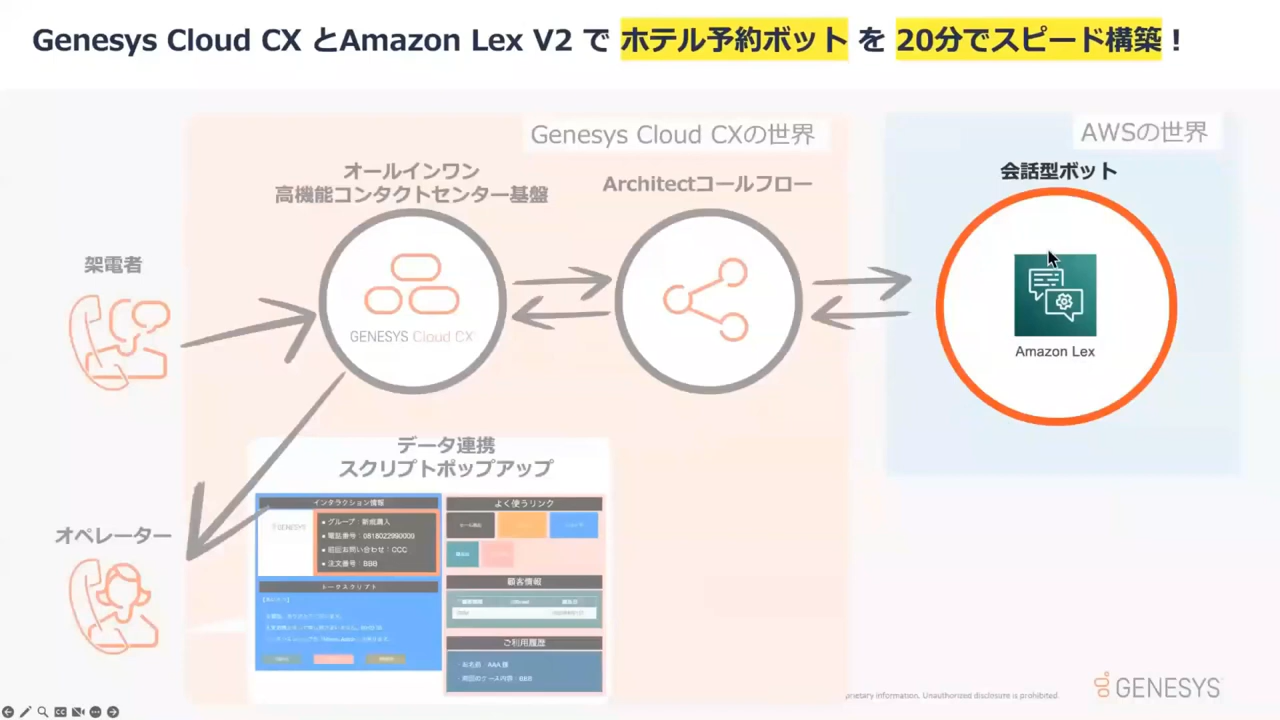 Genesys Cloud CX とAmazon Lex V2 で ホテル予約ボット を 20分でスピード構築！
Genesys Cloud CXの世界
AWSの世界
オールインワン
高機能コンタクトセンター基盤
Architectコールフロー
会話型ボット
架電者
GENESYS Cloud CX
Amazon Lex
データ連携
スクリプトポップアップ
オペレーター
インタラクション情報
GENESYS
● グループ：新規購入
● 電話番号：0818022990000
● 前回お問い合わせ：CCC
● 注文番号：BBB
トークスクリプト
よく使うリンク
顧客情報
ご利用履歴
・お名前：AAA 様
・前回のケース内容：BBB
information. Unauthorized disclosure is prohibited.
GENESYS